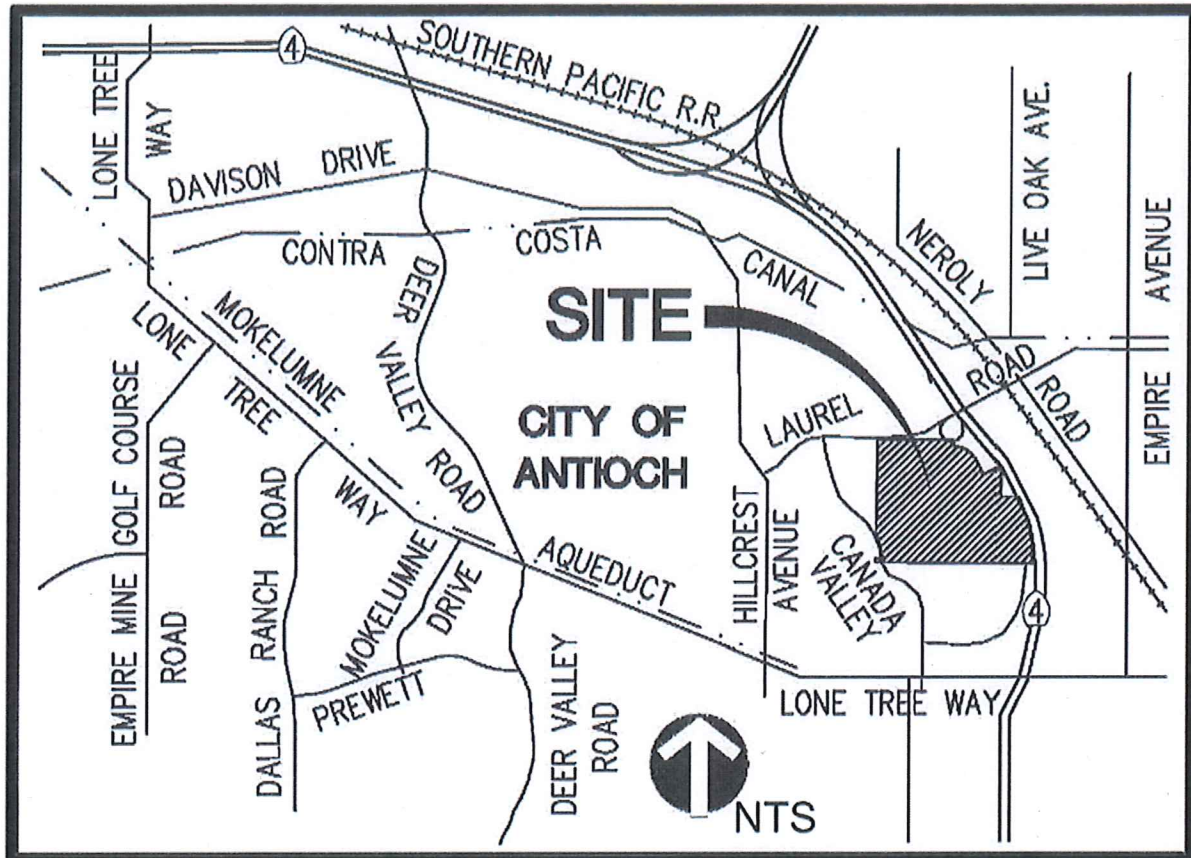 4
SOUTHERN PACIFIC R.R.
LONE TREE
WAY
DAVISON DRIVE
CONTRA COSTA CANAL
LIVE OAK AVE.
NEROLY
ROAD
EMPIRE AVENUE
DEER
VALLEY ROAD
MOKELUMNE
AQUEDUCT
LONE
TREE
WAY
SITE
CITY OF
ANTIOCH
LAUREL
ROAD
HILLCREST
AVENUE
CANADA
VALLEY
4
GOLF COURSE
ROAD
EMPIRE MINE
ROAD
DALLAS RANCH ROAD
MOKELUMNE
DRIVE
PREWETT
DEER VALLEY
ROAD
LONE TREE WAY
NTS